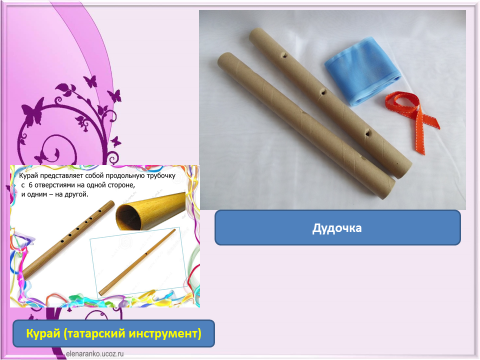 Дудочка
Курай представляет собой продольную трубочку
с 6 отверстиями на одной стороне,
и одним – на другой.
Курай (татарский инструмент)
elenaranko.ucoz.ru